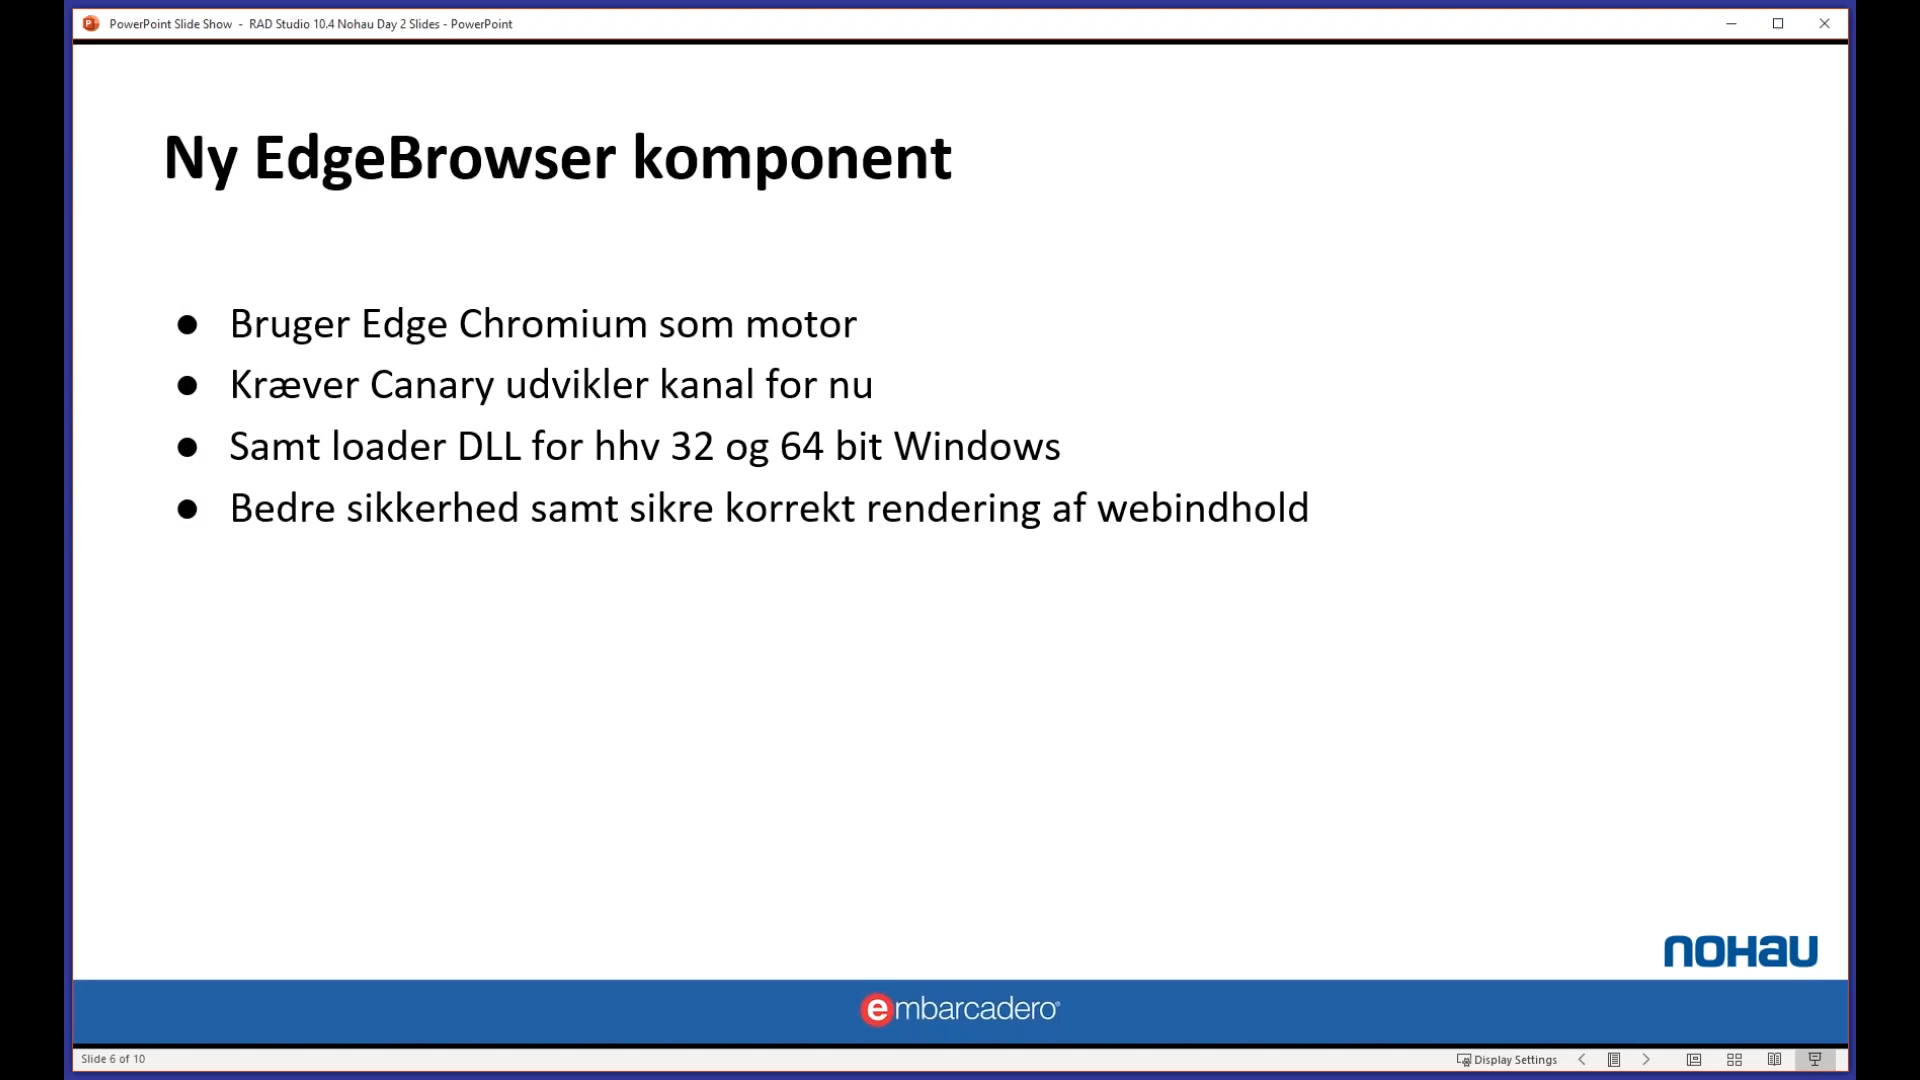 PowerPoint Slide Show - RAD Studio 10.4 Nohau Day 2 Slides - PowerPoint
Ny EdgeBrowser komponent
● Bruger Edge Chromium som motor
● Kræver Canary udvikler kanal for nu
● Samt loader DLL for hhv 32 og 64 bit Windows
● Bedre sikkerhed samt sikre korrekt rendering af webindhold
noHau
embarcadero®
Slide 6 of 10
Display Settings